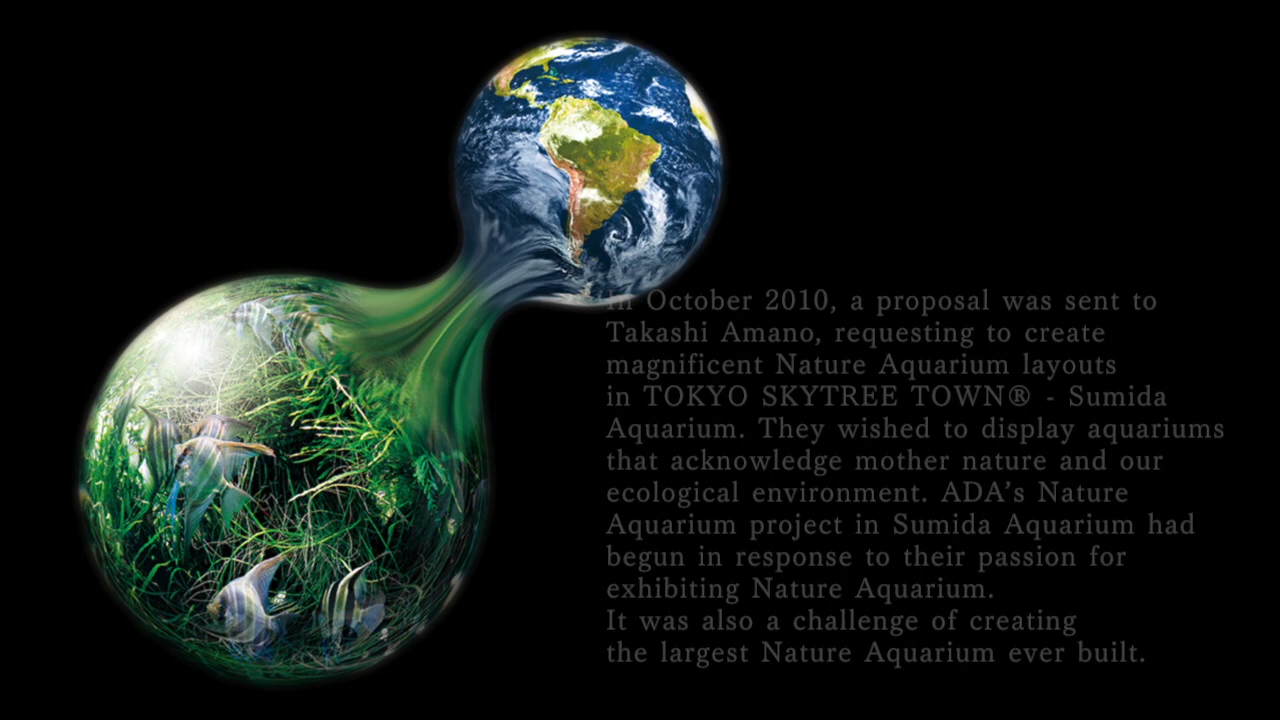 In October 2010, a proposal was sent to
Takashi Amano, requesting to create
magnificent Nature Aquarium layouts
in TOKYO SKYTREE TOWN® - Sumida
Aquarium. They wished to display aquariums
that acknowledge mother nature and our
ecological environment. ADA’s Nature
Aquarium project in Sumida Aquarium had
begun in response to their passion for
exhibiting Nature Aquarium.
It was also a challenge of creating
the largest Nature Aquarium ever built.